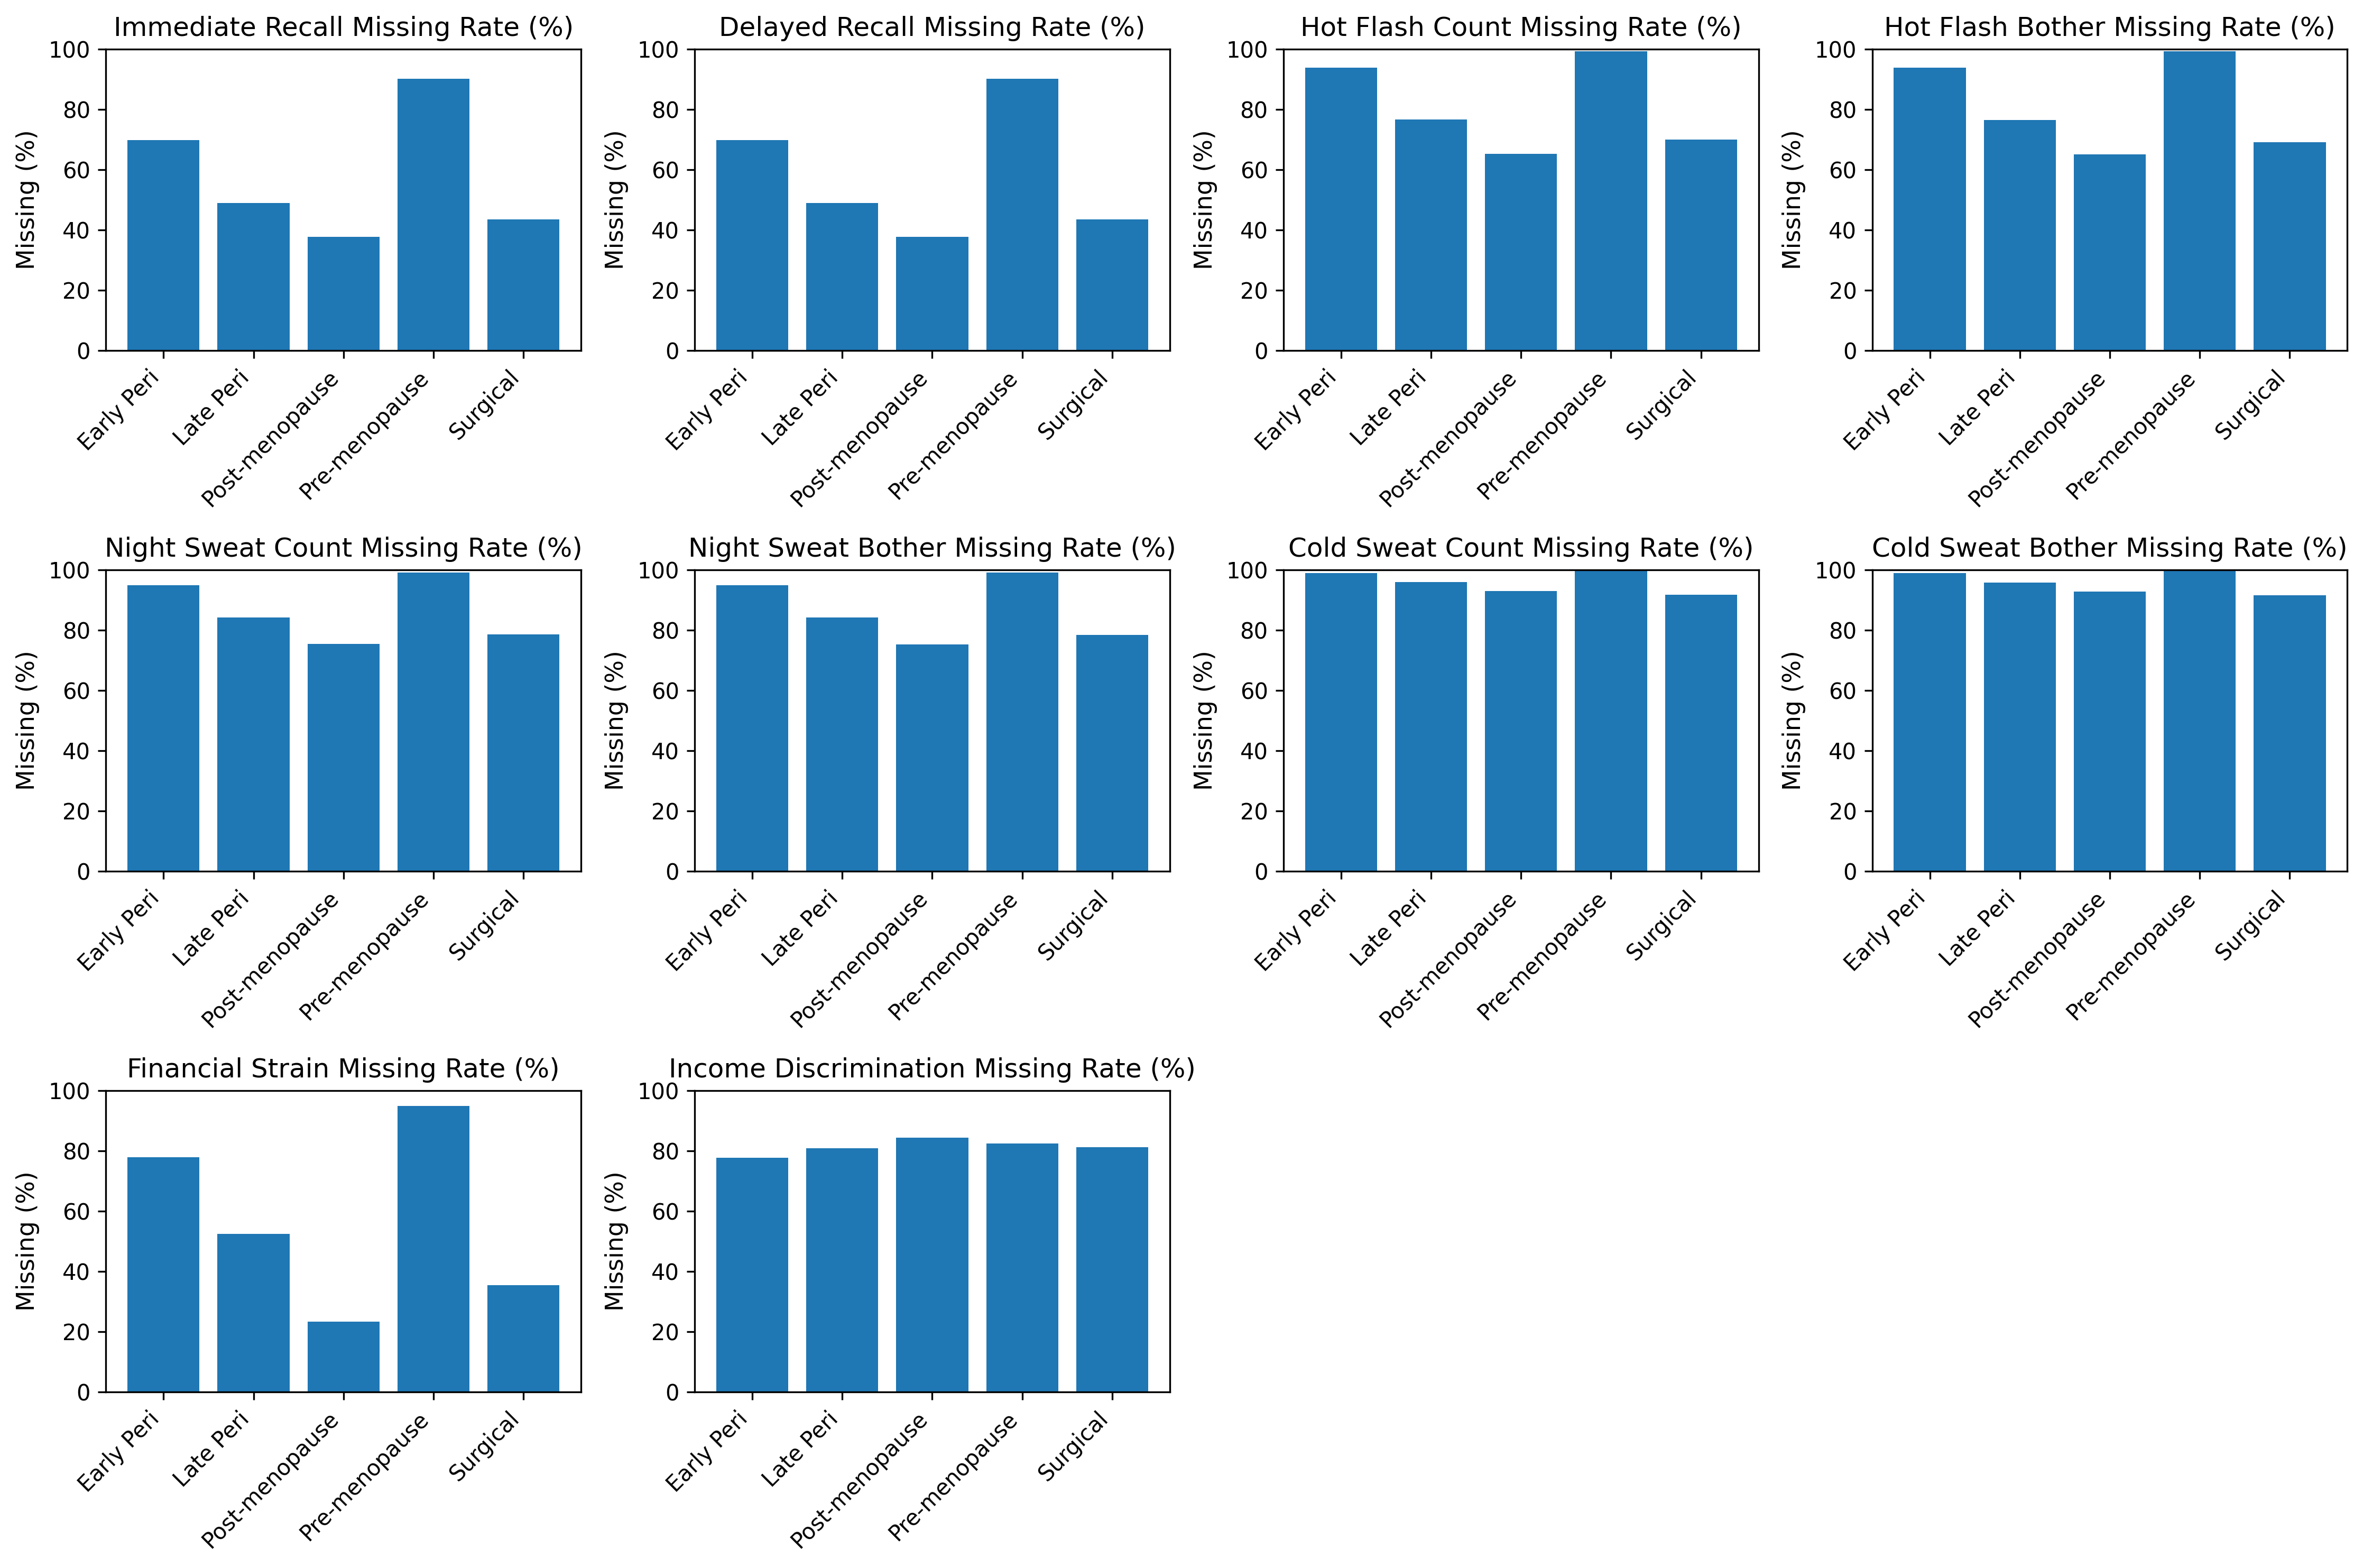 Immediate Recall Missing Rate (%)
Missing (%)
100
80
60
40
20
0
Early Peri
Late Peri
Post-menopause
Pre-menopause
Surgical
Delayed Recall Missing Rate (%)
Missing (%)
100
80
60
40
20
0
Early Peri
Late Peri
Post-menopause
Pre-menopause
Surgical
Hot Flash Count Missing Rate (%)
Missing (%)
100
80
60
40
20
0
Early Peri
Late Peri
Post-menopause
Pre-menopause
Surgical
Hot Flash Bother Missing Rate (%)
Missing (%)
100
80
60
40
20
0
Early Peri
Late Peri
Post-menopause
Pre-menopause
Surgical
Night Sweat Count Missing Rate (%)
Missing (%)
100
80
60
40
20
0
Early Peri
Late Peri
Post-menopause
Pre-menopause
Surgical
Night Sweat Bother Missing Rate (%)
Missing (%)
100
80
60
40
20
0
Early Peri
Late Peri
Post-menopause
Pre-menopause
Surgical
Cold Sweat Count Missing Rate (%)
Missing (%)
100
80
60
40
20
0
Early Peri
Late Peri
Post-menopause
Pre-menopause
Surgical
Cold Sweat Bother Missing Rate (%)
Missing (%)
100
80
60
40
20
0
Early Peri
Late Peri
Post-menopause
Pre-menopause
Surgical
Financial Strain Missing Rate (%)
Missing (%)
100
80
60
40
20
0
Early Peri
Late Peri
Post-menopause
Pre-menopause
Surgical
Income Discrimination Missing Rate (%)
Missing (%)
100
80
60
40
20
0
Early Peri
Late Peri
Post-menopause
Pre-menopause
Surgical